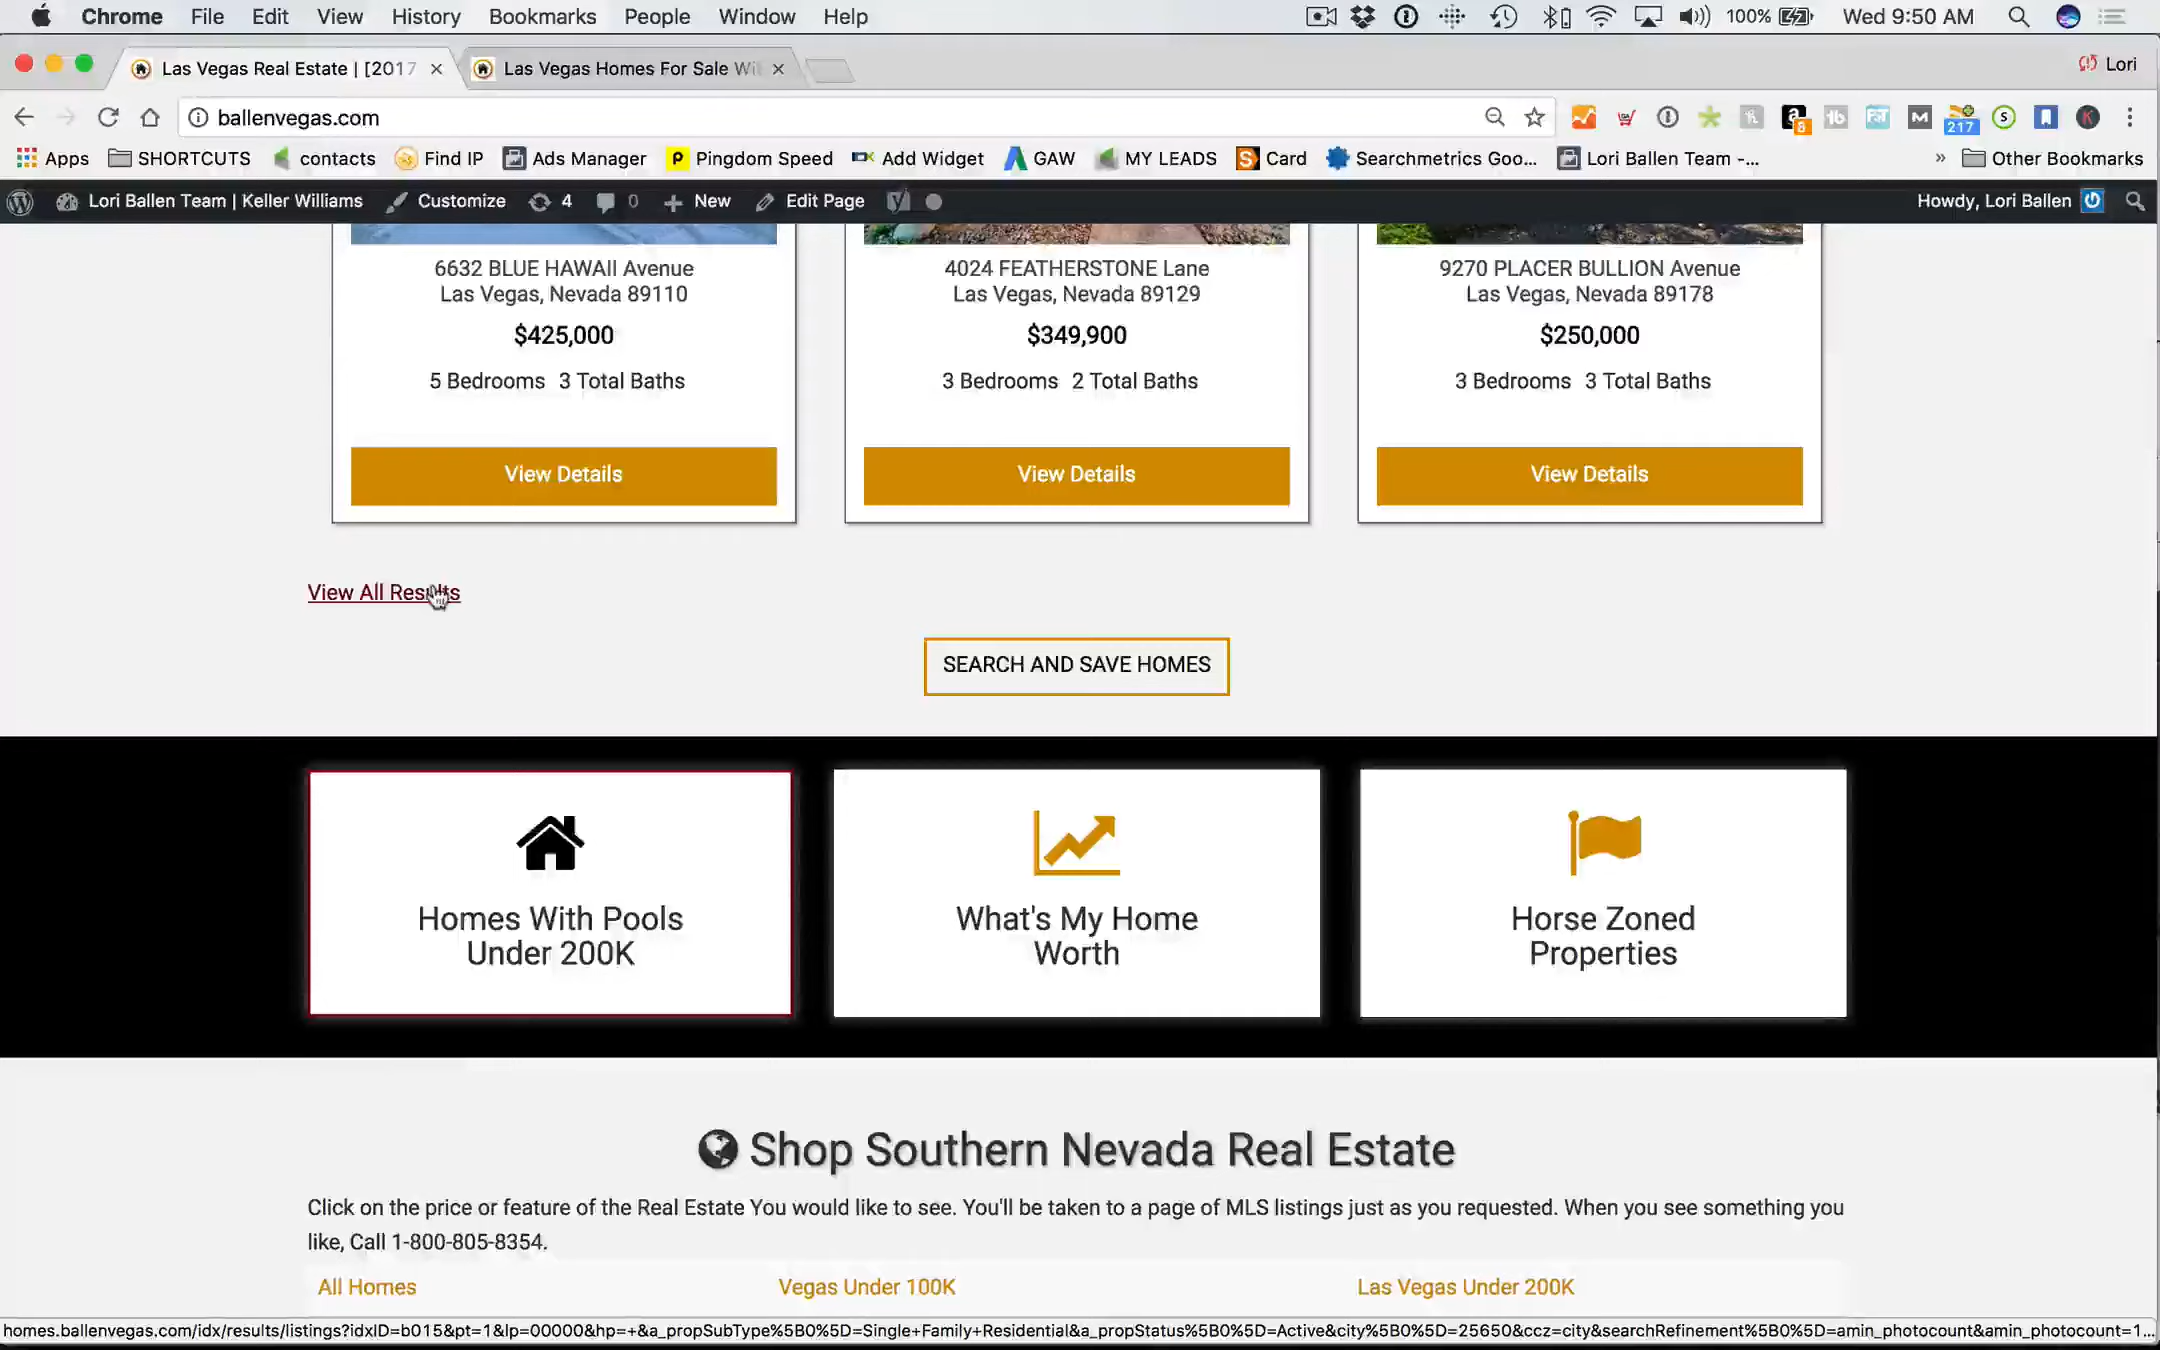 Chrome File Edit View History Bookmarks People Window Help 100% Wed 9:50 AM
Las Vegas Real Estate | [2017 Las Vegas Homes For Sale Wi Lori
ballenvegas.com 8 217
Apps SHORTCUTS contacts Find IP Ads Manager Pingdom Speed Add Widget GAW MY LEADS Card Searchmetrics Goo... Lori Ballen Team -... » Other Bookmarks
Lori Ballen Team | Keller Williams Customize 4 0 New Edit Page Howdy, Lori Ballen
6632 BLUE HAWAII Avenue
Las Vegas, Nevada 89110
$425,000
5 Bedrooms 3 Total Baths
View Details
4024 FEATHERSTONE Lane
Las Vegas, Nevada 89129
$349,900
3 Bedrooms 2 Total Baths
View Details
9270 PLACER BULLION Avenue
Las Vegas, Nevada 89178
$250,000
3 Bedrooms 3 Total Baths
View Details
View All Results
SEARCH AND SAVE HOMES
Homes With Pools
Under 200K
What's My Home
Worth
Horse Zoned
Properties
Shop Southern Nevada Real Estate
Click on the price or feature of the Real Estate You would like to see. You'll be taken to a page of MLS listings just as you requested. When you see something you
like, Call 1-800-805-8354.
All Homes Vegas Under 100K Las Vegas Under 200K
homes.ballenvegas.com/idx/results/listings?idxID=b015&pt=1&lp=00000&hp=+&a_propSubType%5B0%5D=Single+Family+Residential&a_propStatus%5B0%5D=Active&city%5B0%5D=25650&ccz=city&searchRefinement%5B0%5D=amin_photocount&amin_photocount=1...